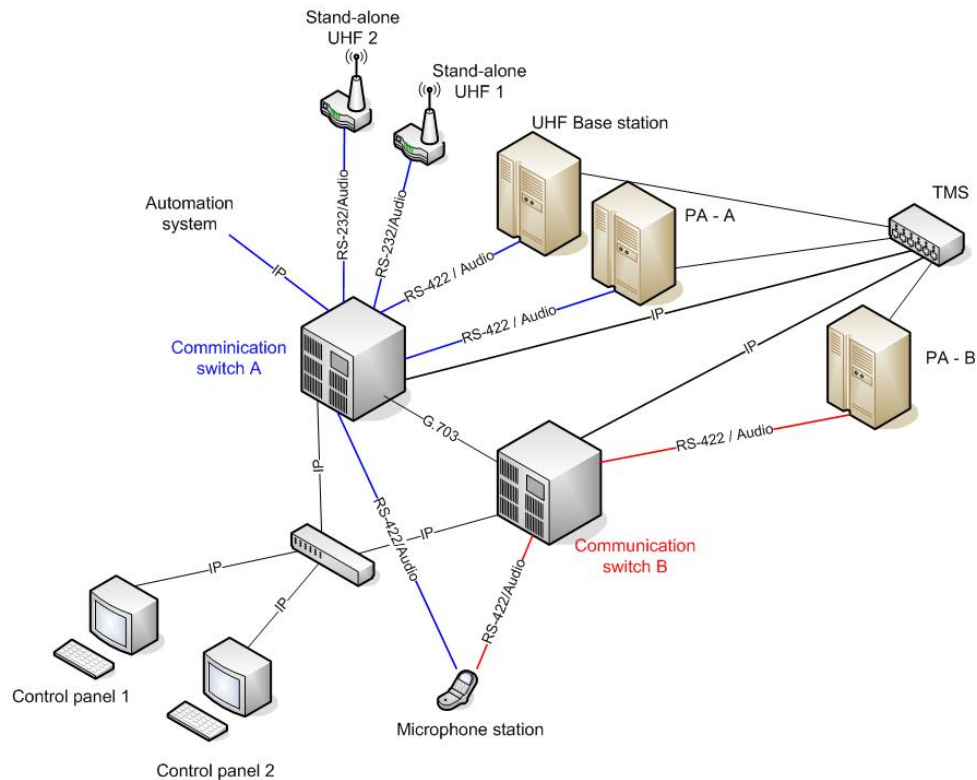 Stand-alone
UHF 2
Stand-alone
UHF 1
UHF Base station
TMS
PA - A
Automation
system
RS-232/Audio
RS-232/Audio
IP
RS-422 / Audio
RS-422 / Audio
IP
IP
PA - B
Comminication
switch A
G.703
RS-422 / Audio
IP
RS-422/Audio
IP
Communication
switch B
RS-422/Audio
IP
IP
Control panel 1
Microphone station
Control panel 2